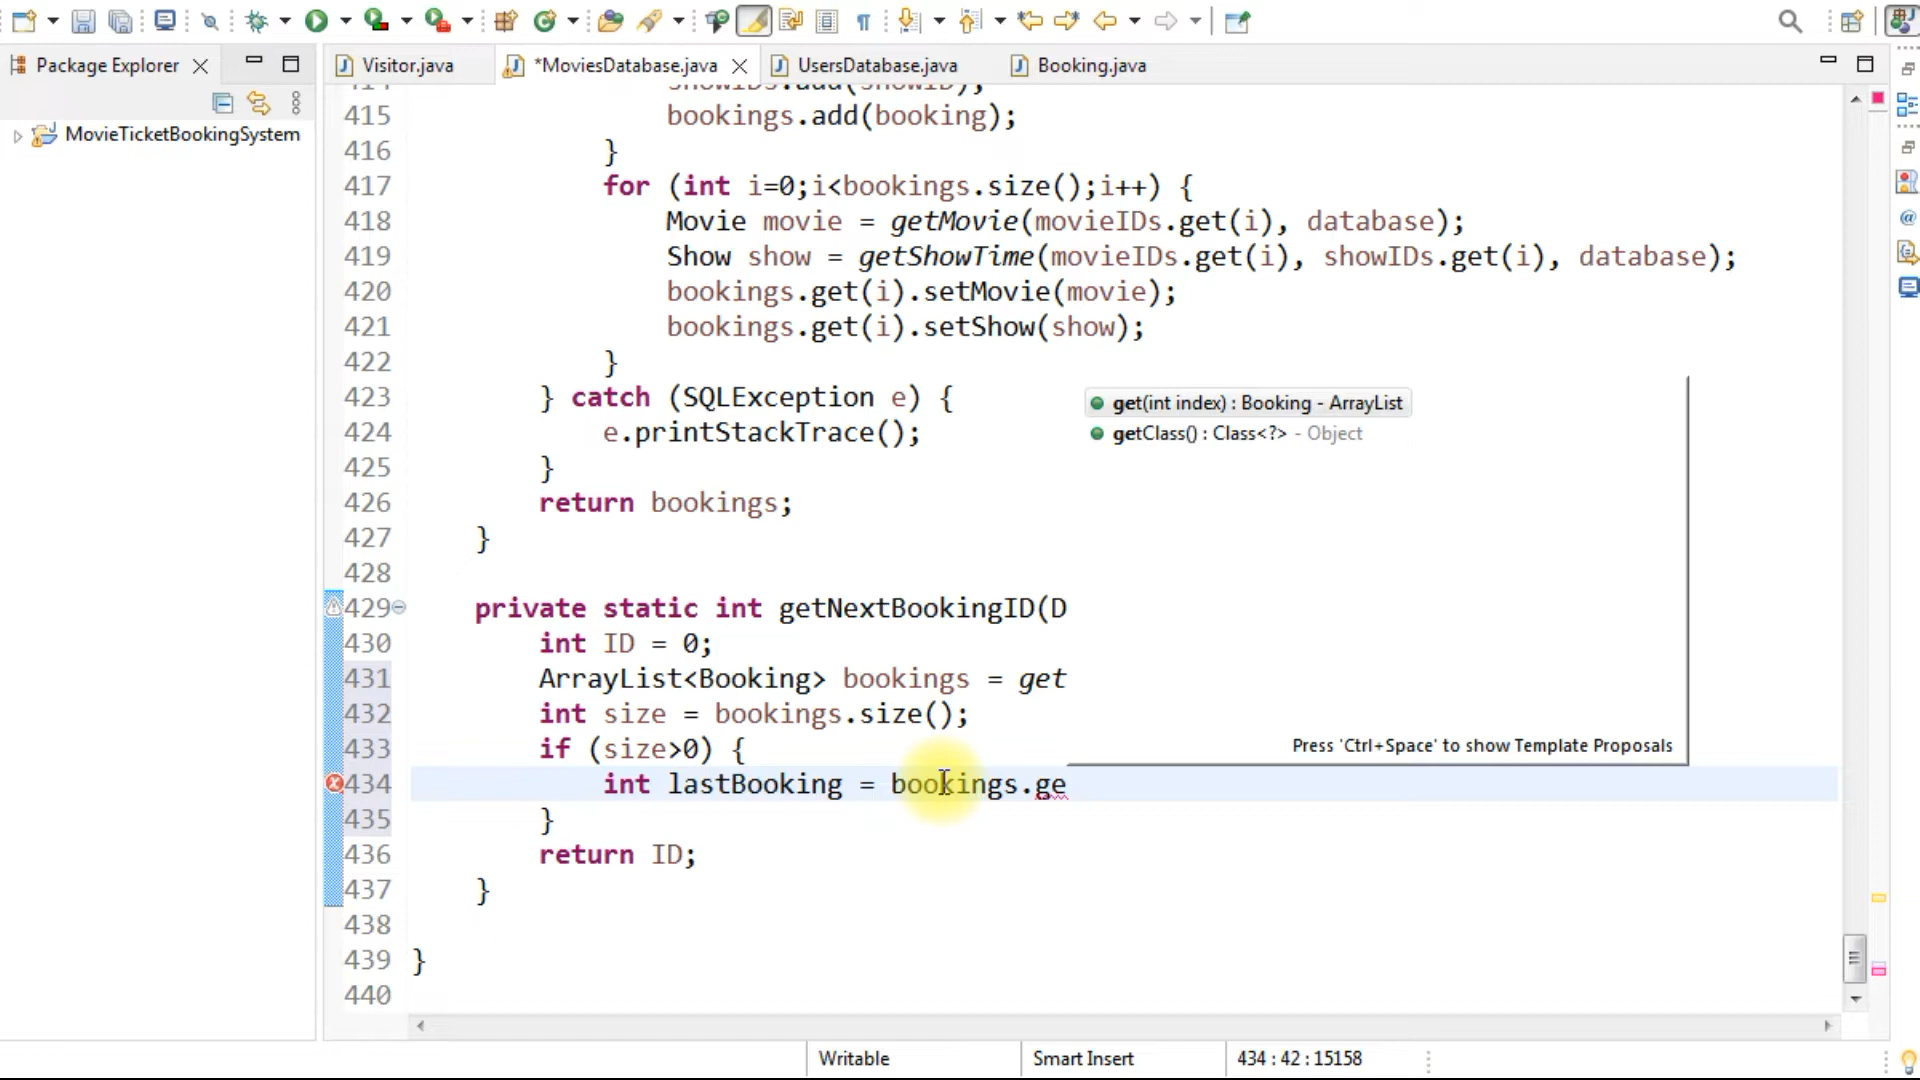 Package Explorer
Visitor.java
*MoviesDatabase.java
UsersDatabase.java
Booking.java
MovieTicketBookingSystem
415 bookings.add(booking);
416 }
417 for (int i=0;i<bookings.size();i++) {
418 Movie movie = getMovie(movieIDs.get(i), database);
419 Show show = getShowTime(movieIDs.get(i), showIDs.get(i), database);
420 bookings.get(i).setMovie(movie);
421 bookings.get(i).setShow(show);
422 }
423 } catch (SQLException e) {
424 e.printStackTrace();
425 }
426 return bookings;
427 }
428
429 private static int getNextBookingID(D
430 int ID = 0;
431 ArrayList<Booking> bookings = get
432 int size = bookings.size();
433 if (size>0) {
434 int lastBooking = bookings.ge
435 }
436 return ID;
437 }
438
439 }
440
get(int index) : Booking - ArrayList
getClass() : Class<?> - Object
Press 'Ctrl+Space' to show Template Proposals
Writable
Smart Insert
434 : 42 : 15158